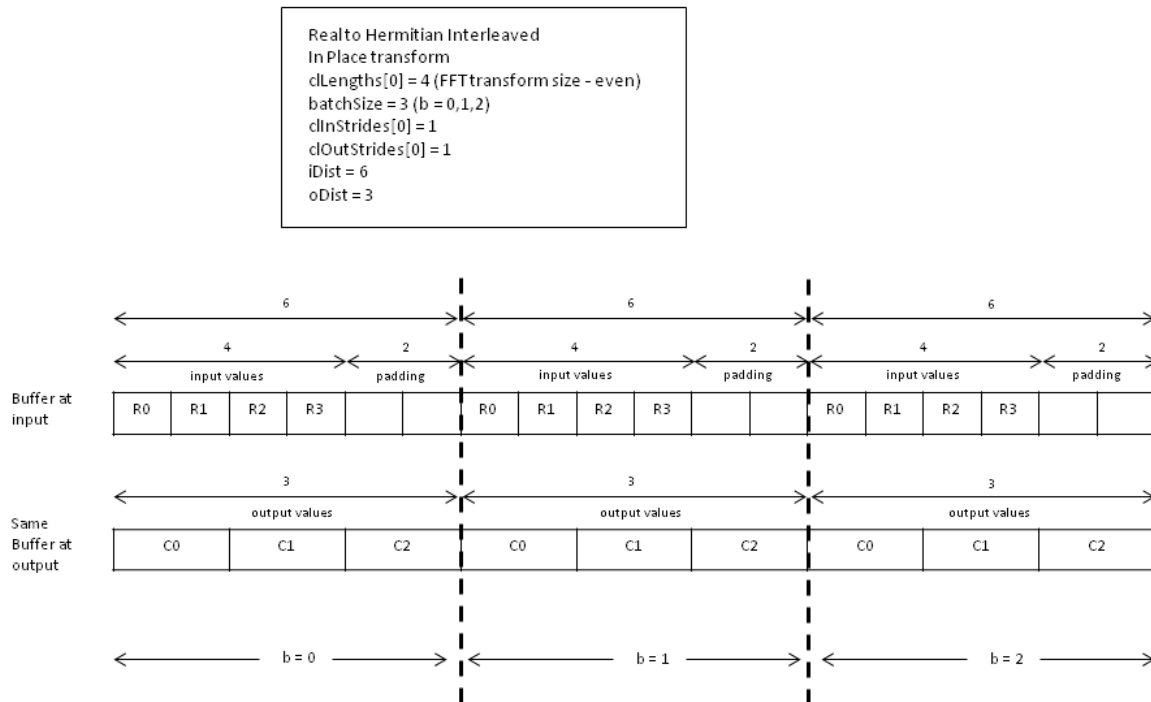 Real to Hermitian Interleaved
In Place transform
clLengths[0] = 4 (FFT transform size - even)
batchSize = 3 (b = 0,1,2)
clInStrides[0] = 1
clOutStrides[0] = 1
iDist = 6
oDist = 3
6 6 6
4 2 4 2 4 2
input values padding input values padding input values padding
Buffer at
input
R0 R1 R2 R3 R0 R1 R2 R3 R0 R1 R2 R3
3 3 3
output values output values output values
Same
Buffer at
output
C0 C1 C2 C0 C1 C2 C0 C1 C2
b = 0 b = 1 b = 2